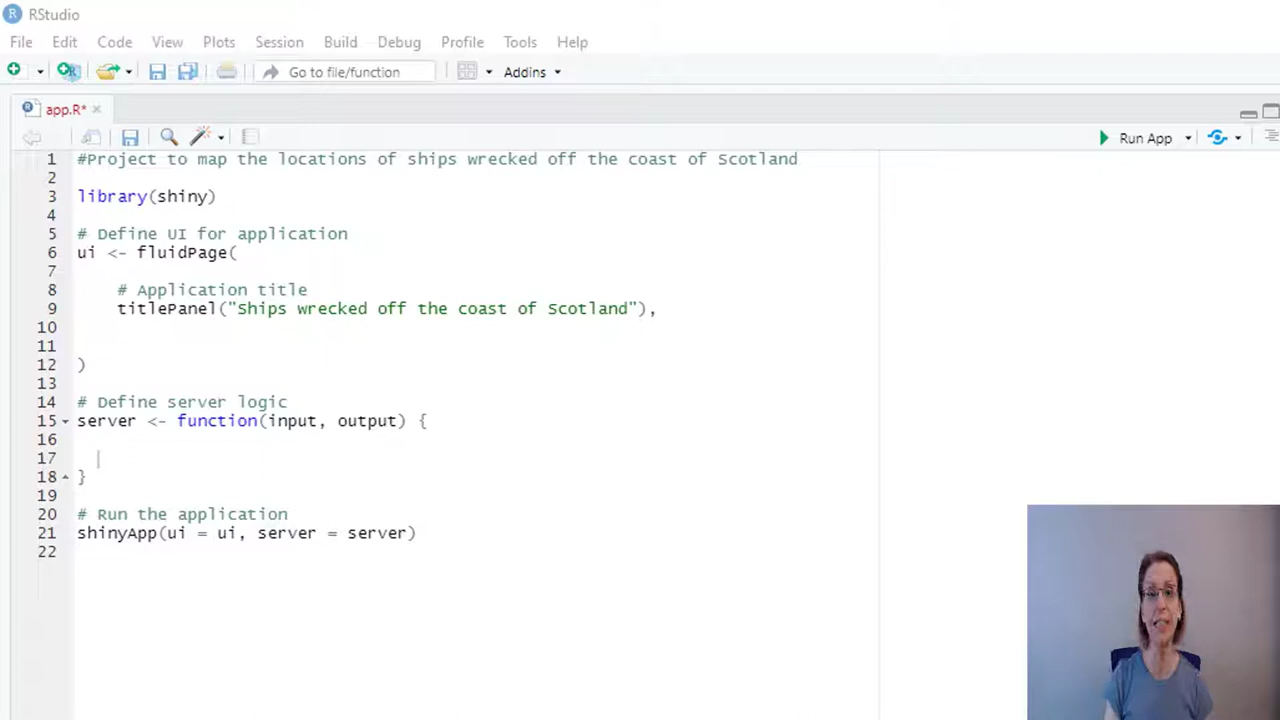 RStudio
File Edit Code View Plots Session Build Debug Profile Tools Help
Go to file/function Addins
app.R*
Run App
1 #Project to map the locations of ships wrecked off the coast of Scotland
2
3 library(shiny)
4
5 # Define UI for application
6 ui <- fluidPage(
7
8 # Application title
9 titlePanel("Ships wrecked off the coast of Scotland"),
10
11
12 )
13
14 # Define server logic
15 server <- function(input, output) {
16
17
18 }
19
20 # Run the application
21 shinyApp(ui = ui, server = server)
22